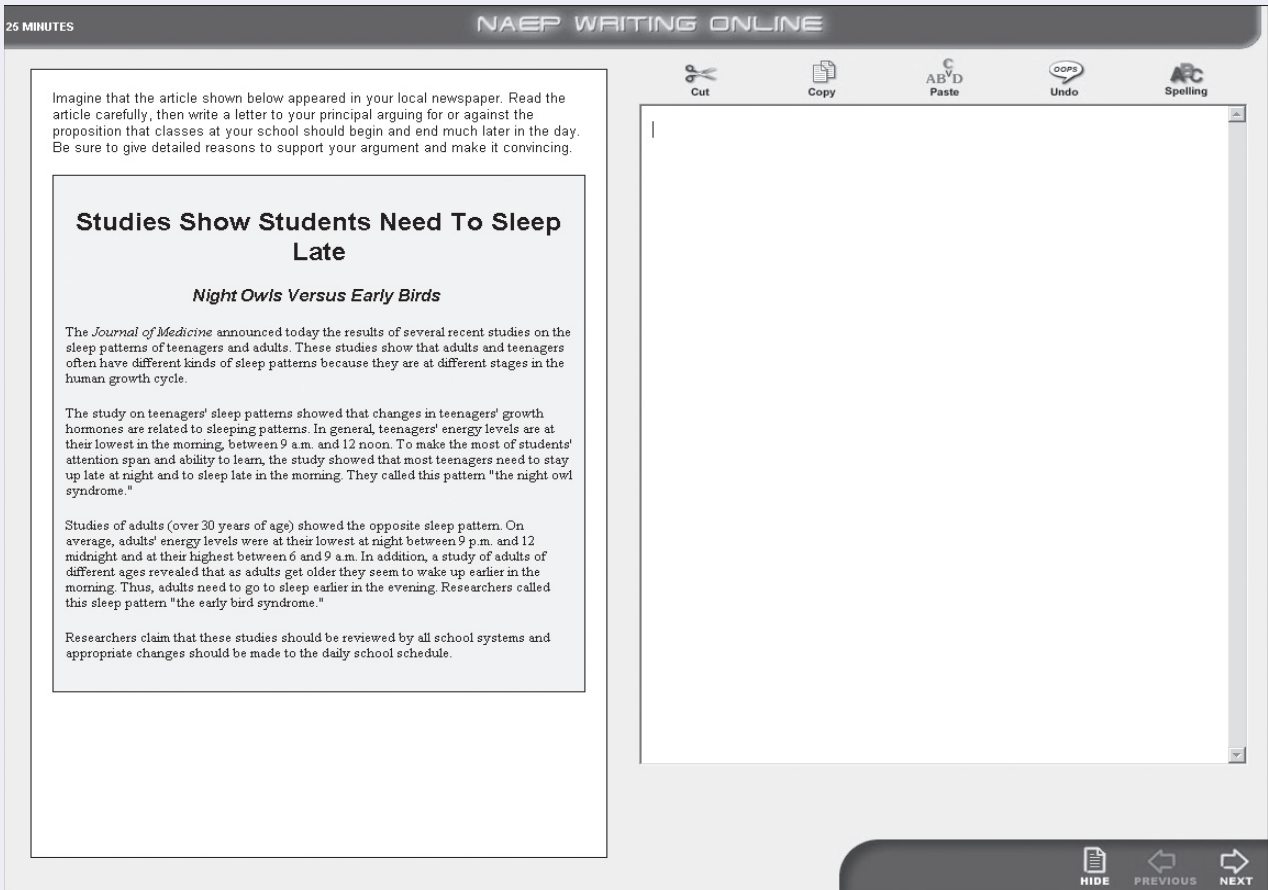 25 MINUTES
NAEP WRITING ONLINE
Imagine that the article shown below appeared in your local newspaper. Read the
article carefully, then write a letter to your principal arguing for or against the
proposition that classes at your school should begin and end much later in the day.
Be sure to give detailed reasons to support your argument and make it convincing.
Studies Show Students Need To Sleep
Late
Night Owls Versus Early Birds
The Journal of Medicine announced today the results of several recent studies on the
sleep patterns of teenagers and adults. These studies show that adults and teenagers
often have different kinds of sleep patterns because they are at different stages in the
human growth cycle.
The study on teenagers' sleep patterns showed that changes in teenagers' growth
hormones are related to sleeping patterns. In general, teenagers' energy levels are at
their lowest in the morning, between 9 a.m. and 12 noon. To make the most of students'
attention span and ability to learn, the study showed that most teenagers need to stay
up late at night and to sleep late in the morning. They called this pattern "the night owl
syndrome."
Studies of adults (over 30 years of age) showed the opposite sleep pattern. On
average, adults' energy levels were at their lowest at night between 9 p.m. and 12
midnight and at their highest between 6 and 9 a.m. In addition, a study of adults of
different ages revealed that as adults get older they seem to wake up earlier in the
morning. Thus, adults need to go to sleep earlier in the evening. Researchers called
this sleep pattern "the early bird syndrome."
Researchers claim that these studies should be reviewed by all school systems and
appropriate changes should be made to the daily school schedule.
Cut
Copy
C
ABVD
Paste
OOPS
Undo
ABC
Spelling
HIDE
PREVIOUS
NEXT